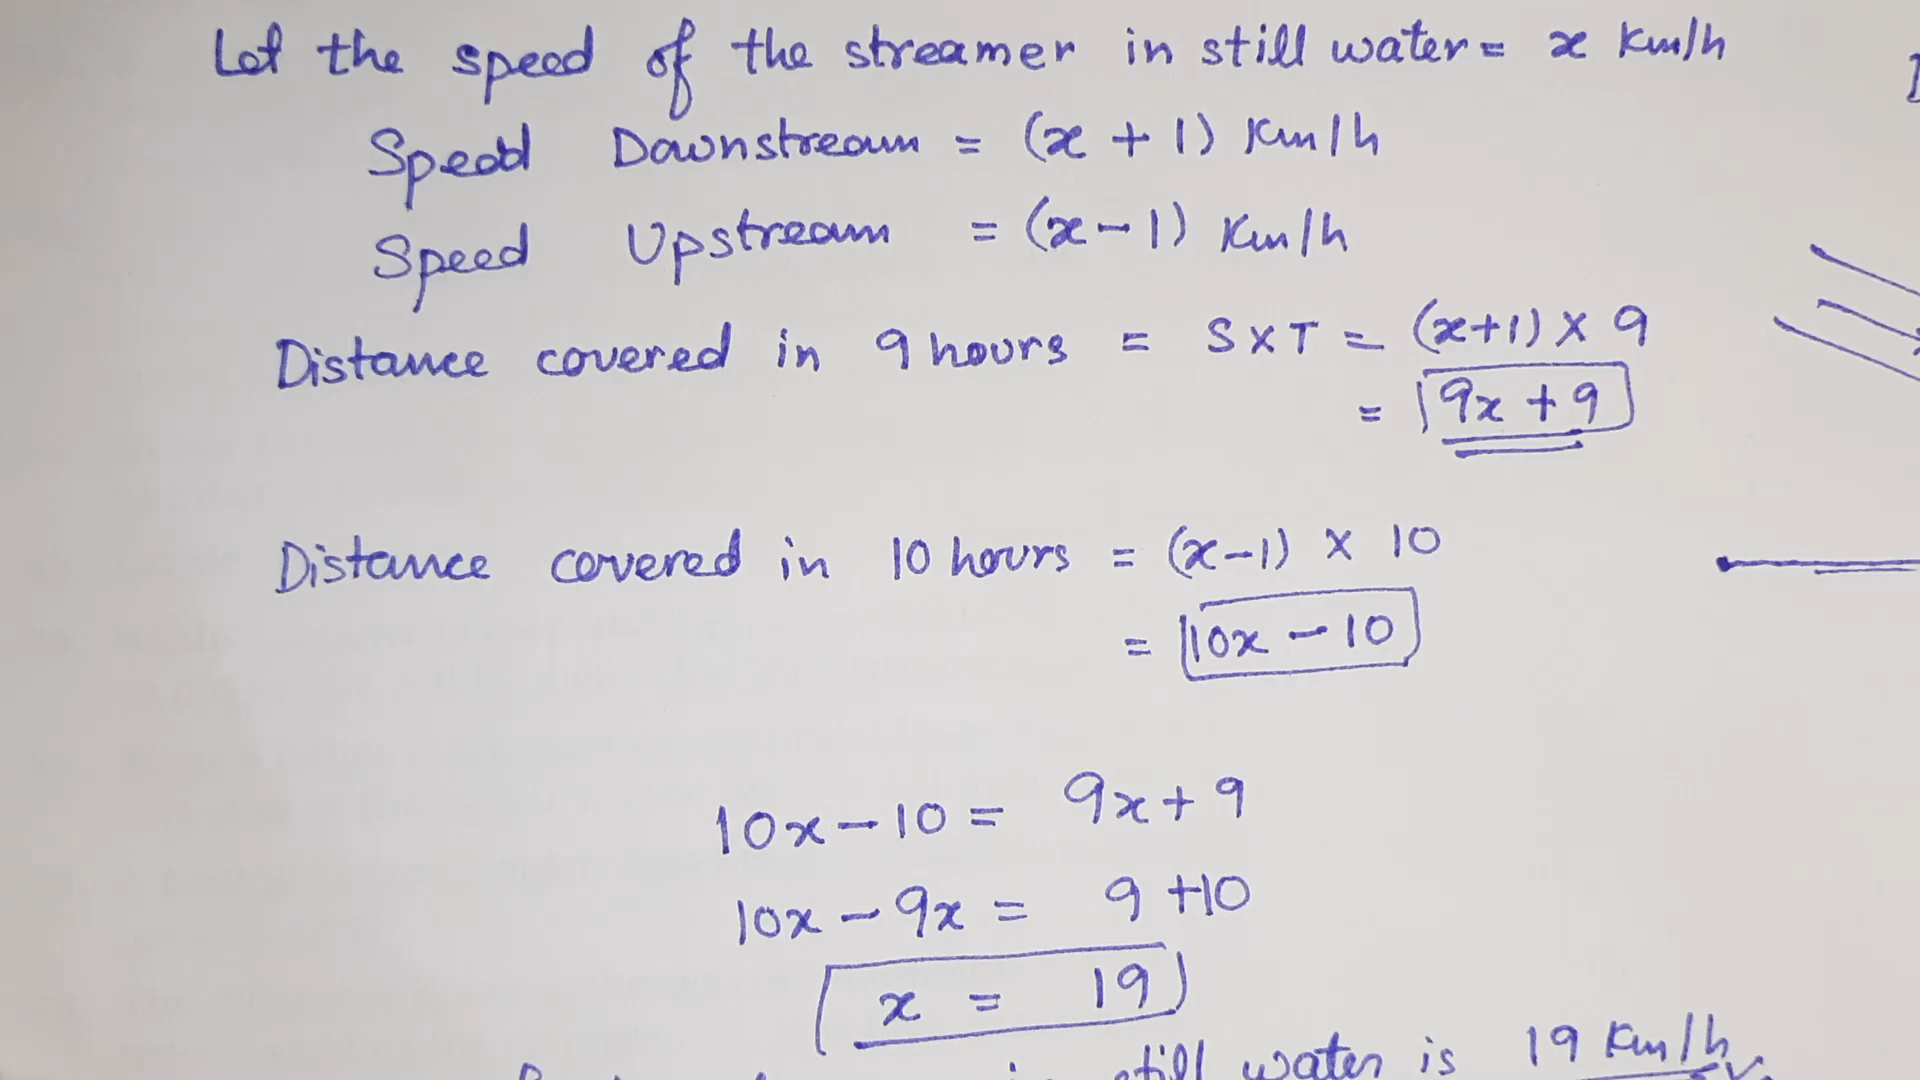 Let the speed of the streamer in still water = x Km/h
Speed Downstream = (x + 1) Km/h
Speed Upstream = (x - 1) Km/h
Distance covered in 9 hours = S X T = (x+1) X 9
= 9x + 9
Distance covered in 10 hours = (x-1) X 10
= 10x - 10
10x - 10 = 9x + 9
10x - 9x = 9 + 10
x = 19
in still water is 19 Km/h